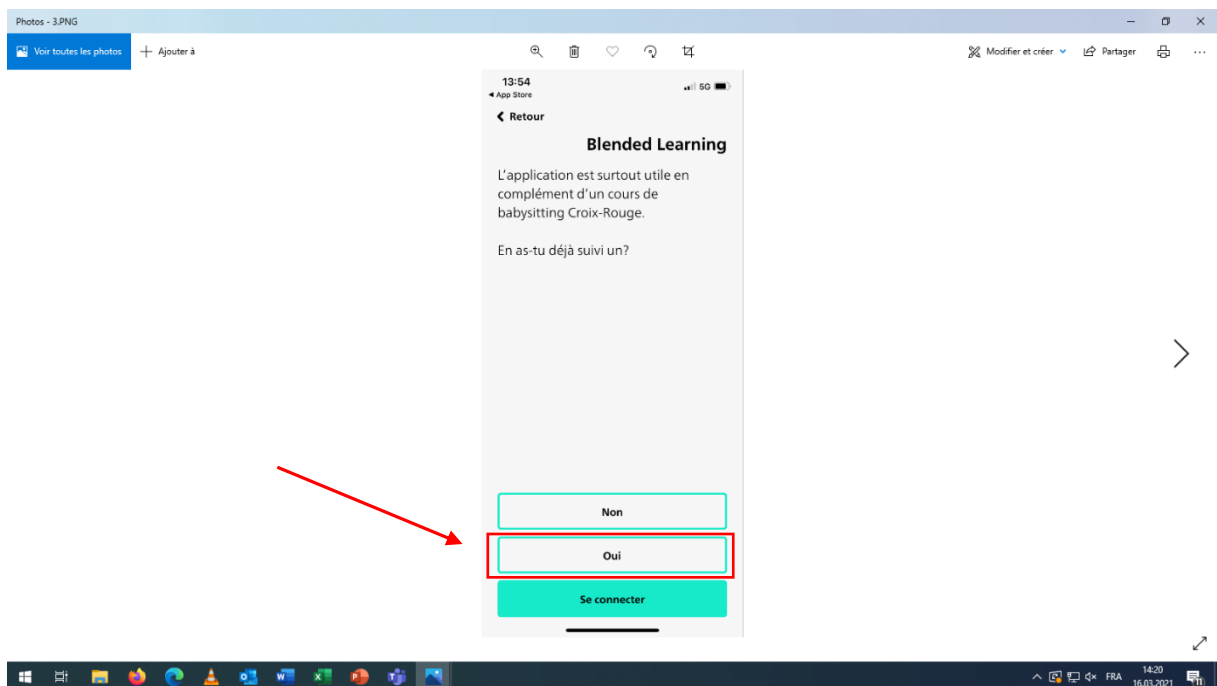 Photos - 3.PNG
Voir toutes les photos
Ajouter à
Modifier et créer
Partager
13:54
App Store
5G
Retour
Blended Learning
L'application est surtout utile en
complément d'un cours de
babysitting Croix-Rouge.
En as-tu déjà suivi un?
Non
Oui
Se connecter
FRA
14:20
16.03.2021